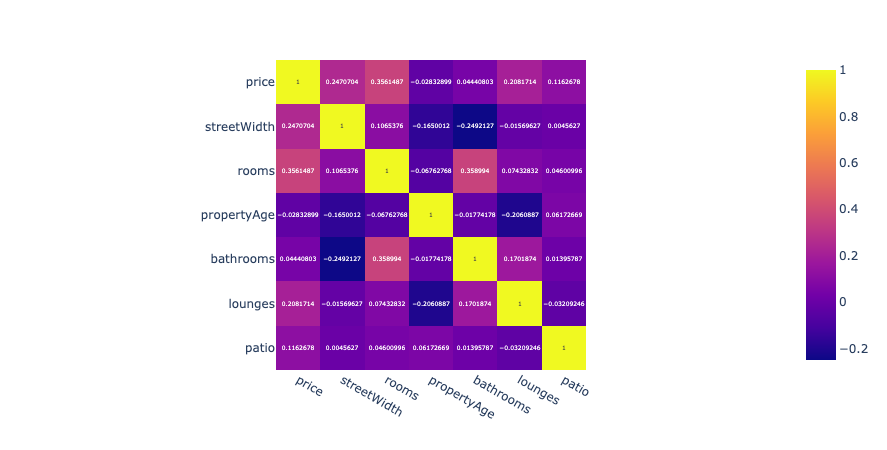 price 1 0.2470704 0.3561487 −0.02832899 0.04440803 0.2081714 0.1162678
streetWidth 0.2470704 1 0.1065376 −0.1650012 −0.2492127 −0.01569627 0.0045627
rooms 0.3561487 0.1065376 1 −0.06762768 0.358994 0.07432832 0.04600996
propertyAge −0.02832899 −0.1650012 −0.06762768 1 −0.01774178 −0.2060887 0.06172669
bathrooms 0.04440803 −0.2492127 0.358994 −0.01774178 1 0.1701874 0.01395787
lounges 0.2081714 −0.01569627 0.07432832 −0.2060887 0.1701874 1 −0.03209246
patio 0.1162678 0.0045627 0.04600996 0.06172669 0.01395787 −0.03209246 1
price streetWidth rooms propertyAge bathrooms lounges patio
1
0.8
0.6
0.4
0.2
0
−0.2